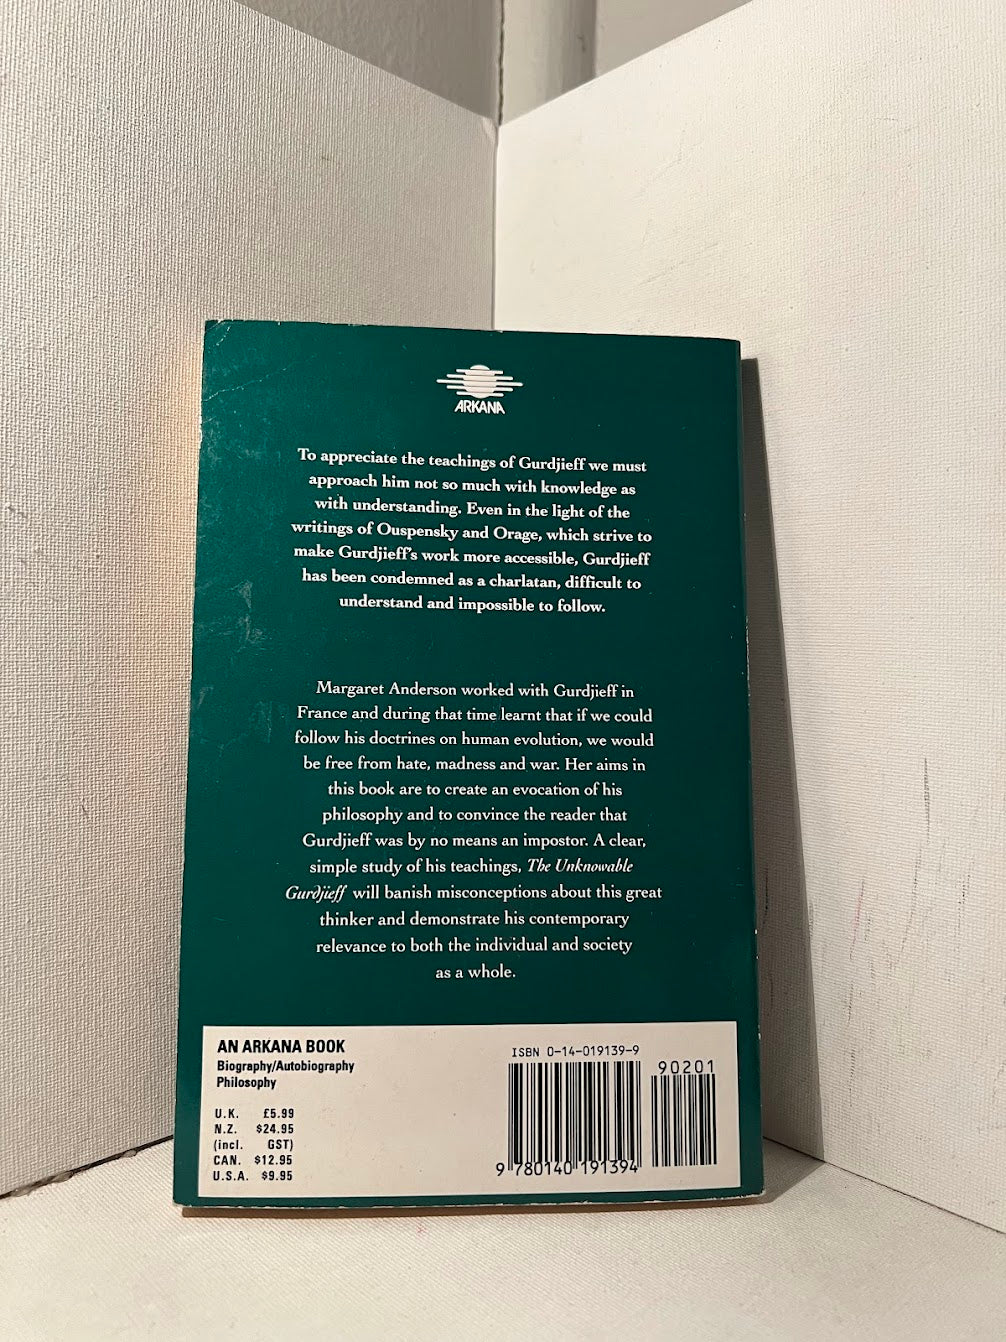 ARKANA
To appreciate the teachings of Gurdjieff we must
approach him not so much with knowledge as
with understanding. Even in the light of the
writings of Ouspensky and Orage, which strive to
make Gurdjieff's work more accessible, Gurdjieff
has been condemned as a charlatan, difficult to
understand and impossible to follow.
Margaret Anderson worked with Gurdjieff in
France and during that time learnt that if we could
follow his doctrines on human evolution, we would
be free from hate, madness and war. Her aims in
this book are to create an evocation of his
philosophy and to convince the reader that
Gurdjieff was by no means an impostor. A clear,
simple study of his teachings, The Unknowable
Gurdjieff will banish misconceptions about this great
thinker and demonstrate his contemporary
relevance to both the individual and society
as a whole.
AN ARKANA BOOK
Biography/Autobiography
Philosophy
U.K. £5.99
N.Z. $24.95
(incl. GST)
CAN. $12.95
U.S.A. $9.95
ISBN 0-14-019139-9
90201
9 780140 191394